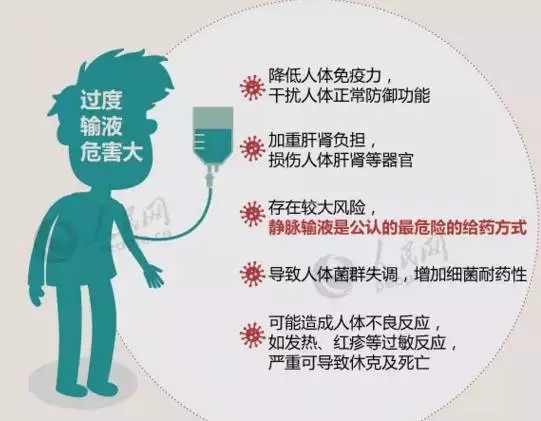 过度
输液
危害大
降低人体免疫力，
干扰人体正常防御功能
加重肝肾负担，
损伤人体肝肾等器官
存在较大风险，
静脉输液是公认的最危险的给药方式
导致人体菌群失调，增加细菌耐药性
可能造成人体不良反应，
如发热、红疹等过敏反应，
严重可导致休克及死亡
人民网
人民网